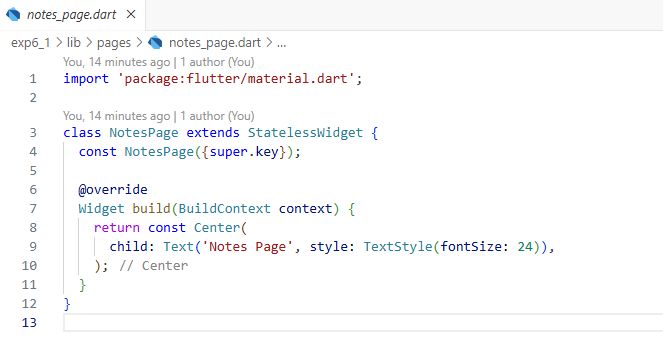 notes_page.dart ×
exp6_1 > lib > pages > notes_page.dart > ...
You, 14 minutes ago | 1 author (You)
1 import 'package:flutter/material.dart';
2
You, 14 minutes ago | 1 author (You)
3 class NotesPage extends StatelessWidget {
4   const NotesPage({super.key});
5
6   @override
7   Widget build(BuildContext context) {
8     return const Center(
9       child: Text('Notes Page', style: TextStyle(fontSize: 24)),
10     ); // Center
11   }
12 }
13